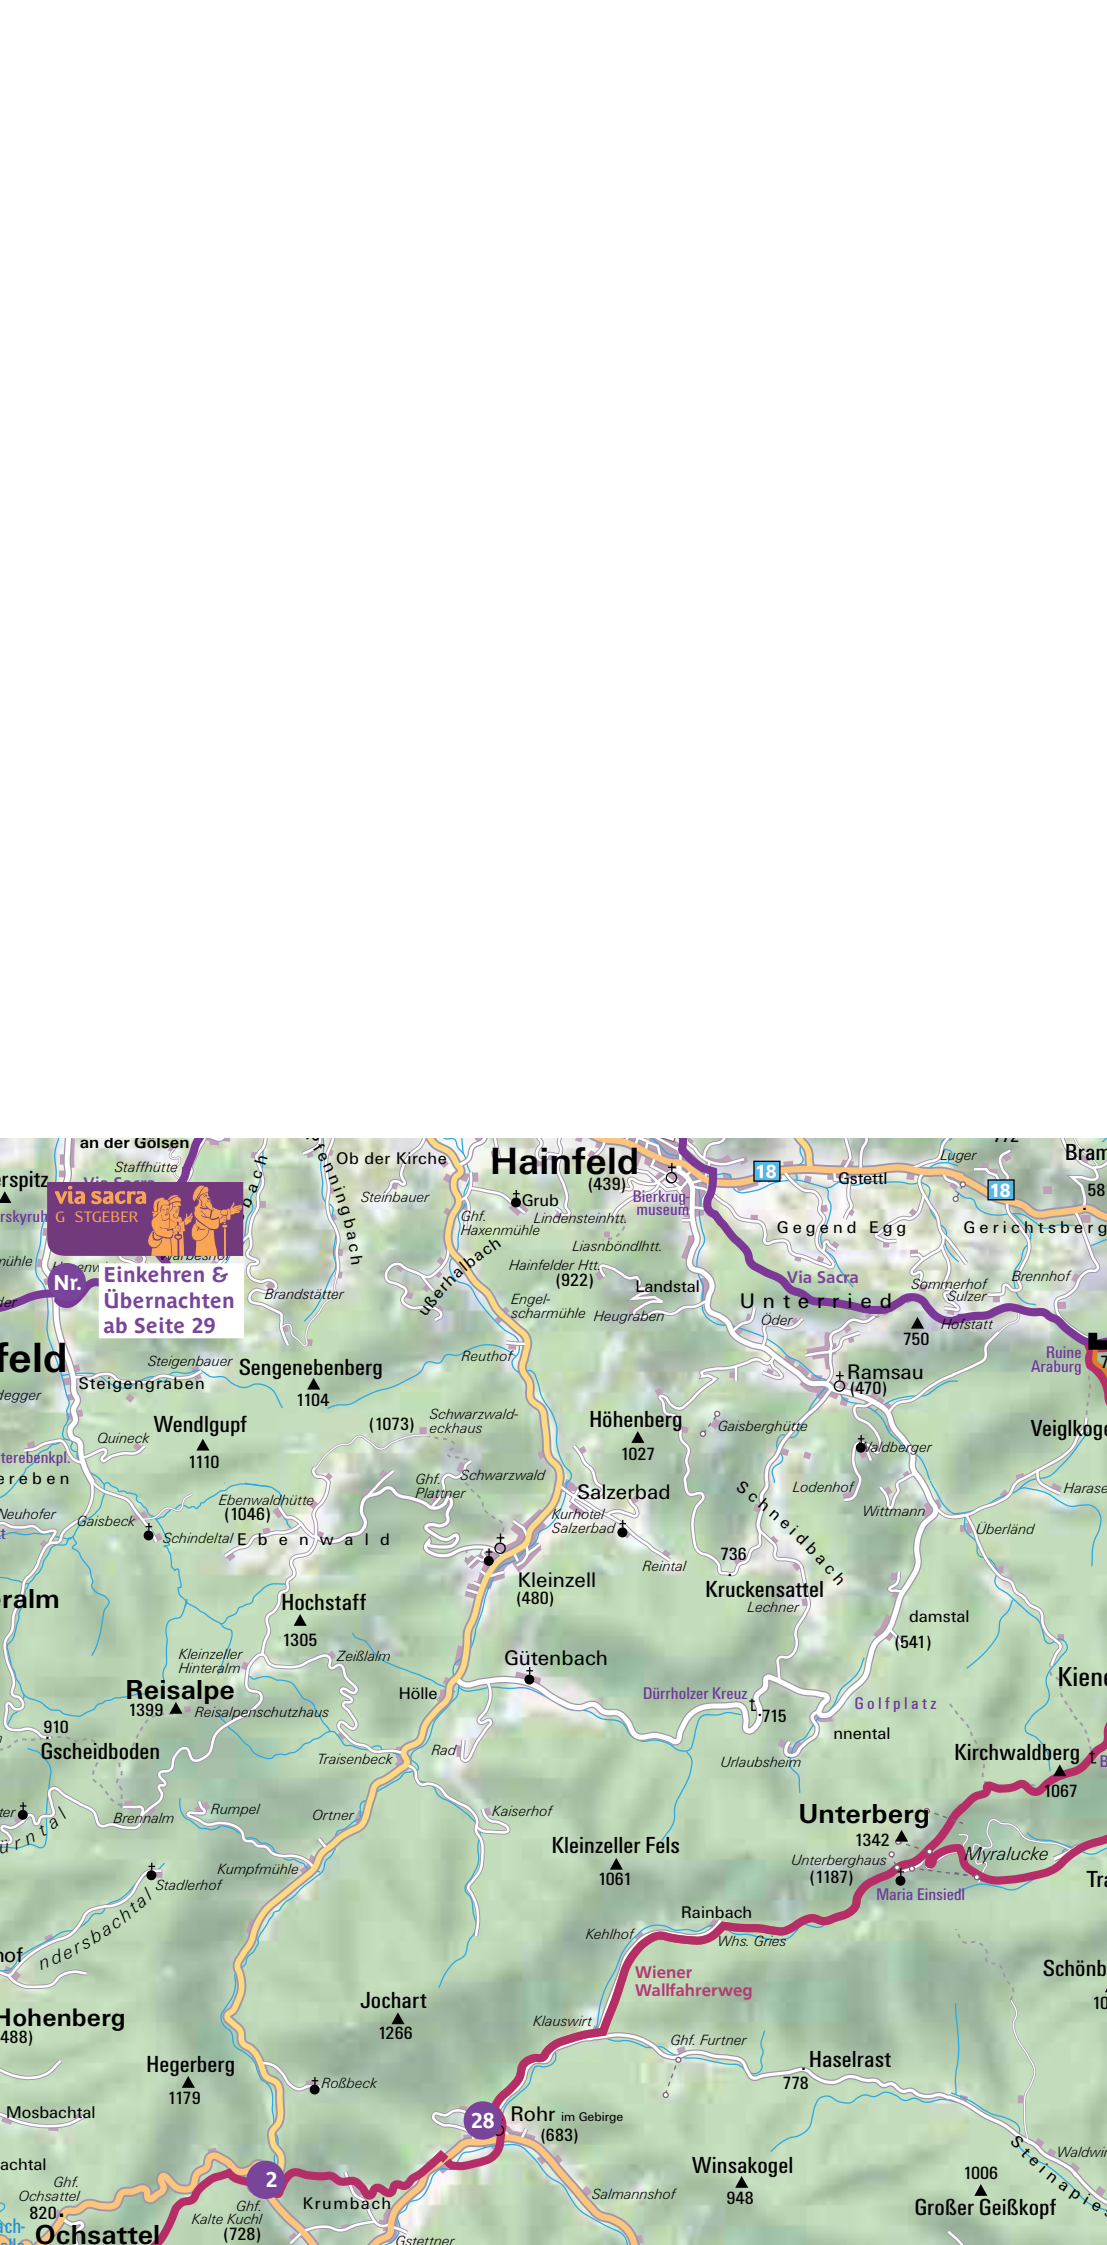 an der Gölsen
Staffhütte
Ob der Kirche
Hainfeld
(439)
Bierkrug-
museum
Grub
Lindensteinhtt.
Steinbauer
Ghf.
Haxenmühle
18
Gstettl
Luger
18
Gegend Egg
Gerichtsberg
Liasnböndlhtt.
Hainfelder Htt.
(922)
Landstal
Via Sacra
Unterried
Öder
Sommerhof
Sulzer
Brennhof
Hofstatt
750
via sacra
G STGEBER
Nr.
Einkehren &
Übernachten
ab Seite 29
Brandstätter
Engel-
scharmühle
Heugraben
Ruine
Araburg
Reuthof
Steigenbauer
Steigengraben
Sengenebenberg
1104
Ramsau
(470)
Wendlgupf
1110
Quineck
(1073)
Schwarzwald-
eckhaus
Höhenberg
1027
Gaisberghütte
Waldberger
Ghf.
Plattner
Schwarzwald
Salzerbad
Kurhotel
Salzerbad
Schneidbach
Lodenhof
Wittmann
Überländ
Neuhofer
Gaisbeck
Schindeltal
Ebenwaldhütte
(1046)
Ebenwald
Reintal
736
Kruckensattel
Lechner
Kleinzell
(480)
Hochstaff
1305
damstal
(541)
Kleinzeller
Hinteralm
Zeißlalm
Gütenbach
Reisalpe
1399
Reisalpenschutzhaus
Hölle
Dürrholzer Kreuz
715
Golfplatz
nnental
910
Gscheidboden
Traisenbeck
Rad
Urlaubsheim
Kirchwaldberg
1067
Brennalm
Rumpel
Ortner
Kaiserhof
Unterberg
1342
Unterberghaus
(1187)
Myralucke
Maria Einsiedl
Kleinzeller Fels
1061
Kumpfmühle
Stadlerhof
ndersbachtal
Rainbach
Kehlhof
Whs. Gries
Wiener
Wallfahrerweg
Hohenberg
488)
Jochart
1266
Klauswirt
Ghf. Furtner
Haselrast
778
Hegerberg
1179
Roßbeck
Mosbachtal
28
Rohr im Gebirge
(683)
achtal
Ghf.
Ochsattel
820
Ochsattel
2
Ghf.
Kalte Kuchl
(728)
Krumbach
Gstettner
Salmannshof
Winsakogel
948
1006
Großer Geißkopf